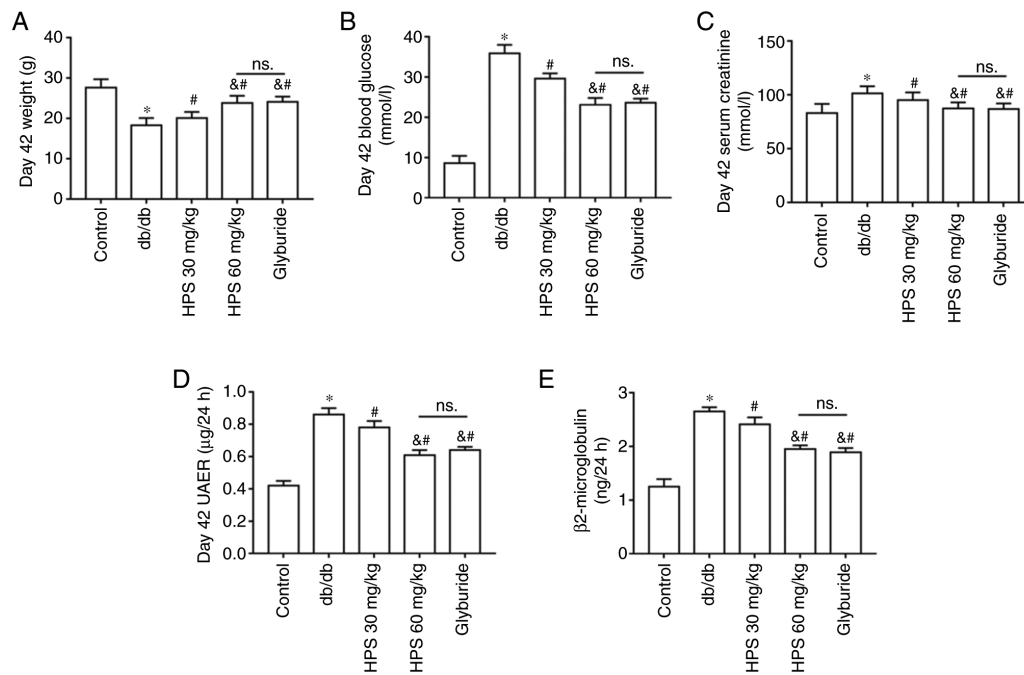 A
Day 42 weight (g)
40
30
20
10
0
*
#
&#
&#
ns.
Control
db/db
HPS 30 mg/kg
HPS 60 mg/kg
Glyburide
B
Day 42 blood glucose
(mmol/l)
40
30
20
10
0
*
#
&#
&#
ns.
Control
db/db
HPS 30 mg/kg
HPS 60 mg/kg
Glyburide
C
Day 42 serum creatinine
(mmol/l)
150
100
50
0
*
#
&#
&#
ns.
Control
db/db
HPS 30 mg/kg
HPS 60 mg/kg
Glyburide
D
Day 42 UAER (µg/24 h)
1.0
0.8
0.6
0.4
0.2
0.0
*
#
&#
&#
ns.
Control
db/db
HPS 30 mg/kg
HPS 60 mg/kg
Glyburide
E
β2-microglobulin
(ng/24 h)
3
2
1
0
*
#
&#
&#
ns.
Control
db/db
HPS 30 mg/kg
HPS 60 mg/kg
Glyburide